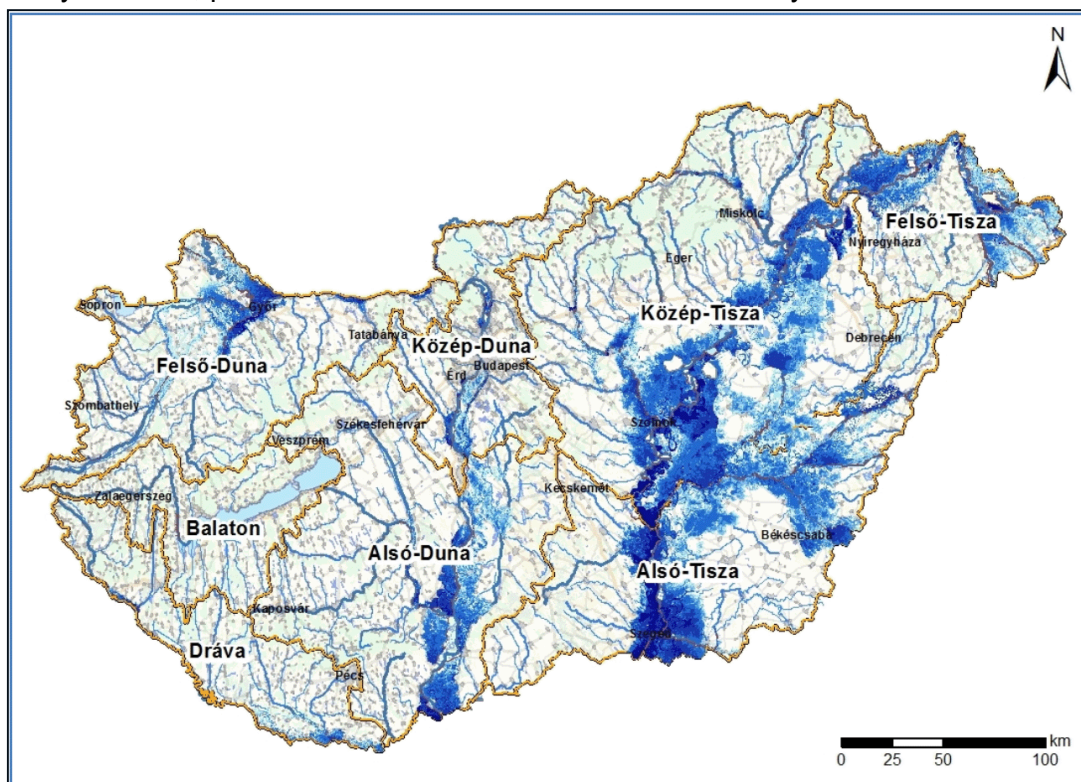 N
Miskolc
Felső-Tisza
Nyíregyháza
Eger
Sopron
Győr
Közép-Tisza
Tatabánya
Közép-Duna
Debrecen
Felső-Duna
Budapest
Érd
Szombathely
Székesfehérvár
Szolnok
Veszprém
Kecskemét
Zalaegerszeg
Balaton
Békéscsaba
Alsó-Duna
Alsó-Tisza
Kaposvár
Szeged
Dráva
Pécs
km
0 25 50 100